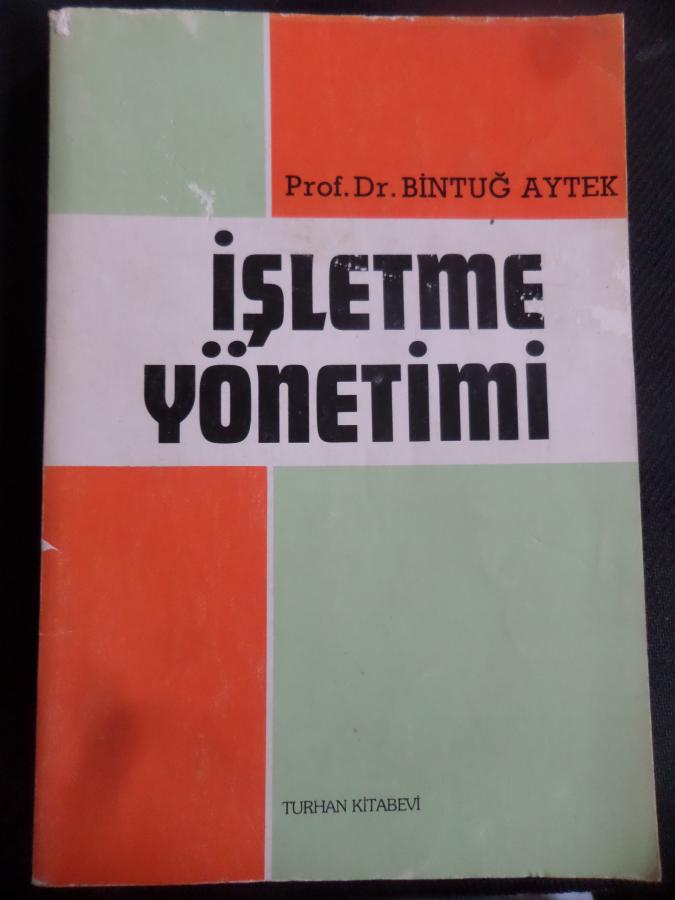 Prof. Dr. BİNTUĞ AYTEK
İŞLETME
YÖNETİMİ
TURHAN KİTABEVİ